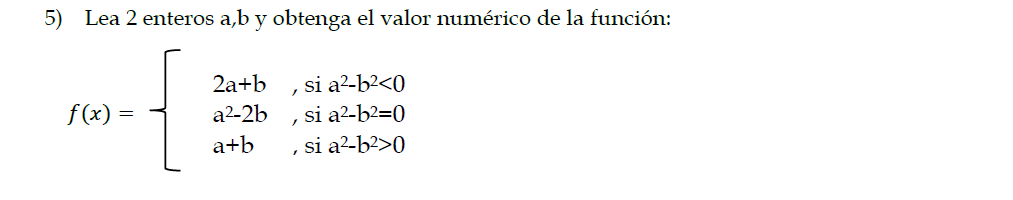 5) Lea 2 enteros a,b y obtenga el valor numérico de la función:
2a+b , si a²-b²<0
f(x) = a²-2b , si a²-b²=0
a+b , si a²-b²>0